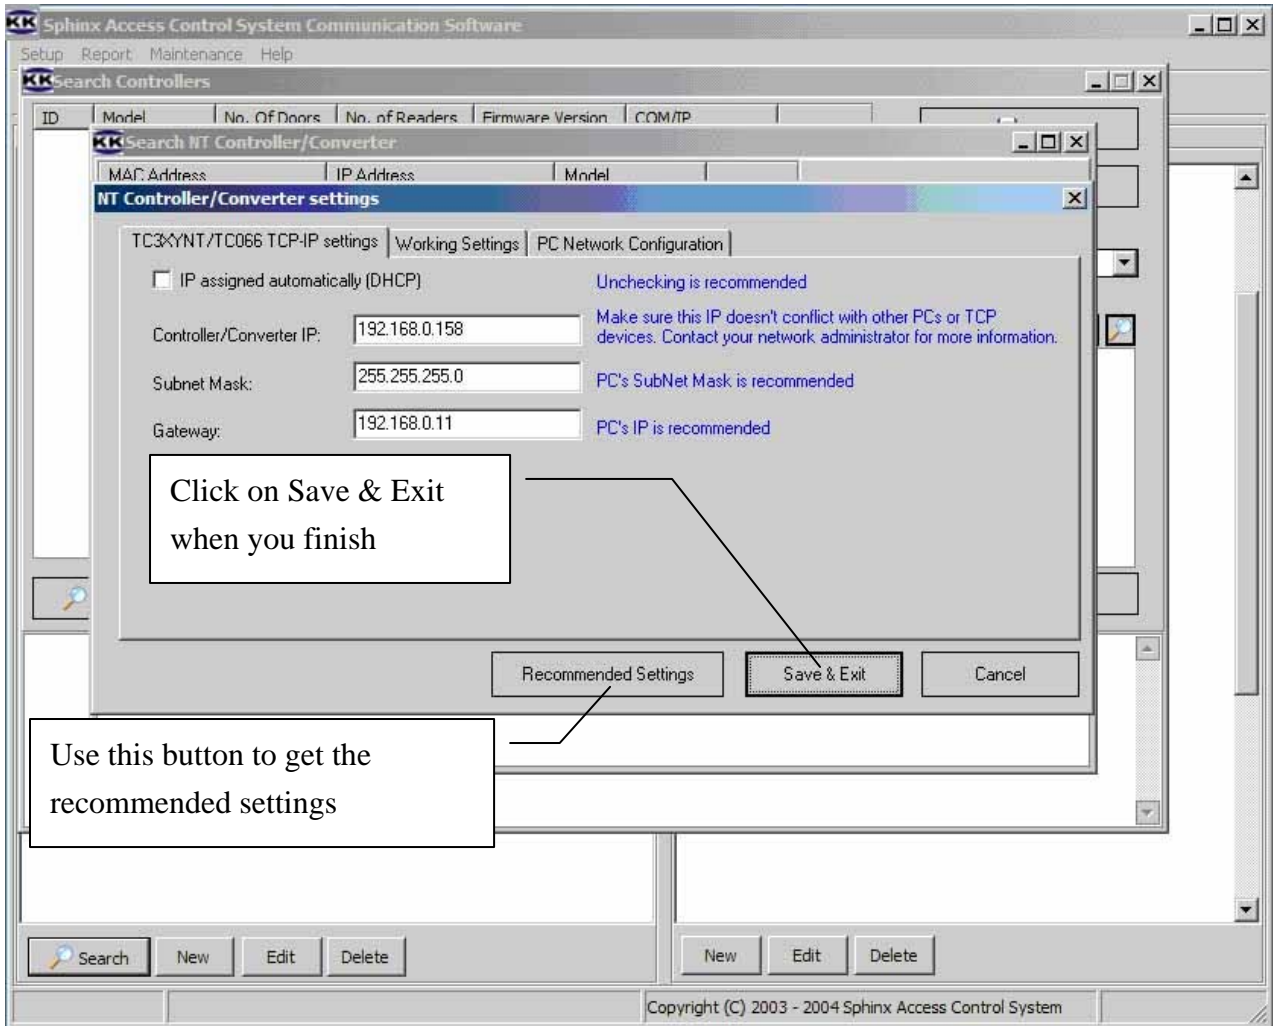 KK Sphinx Access Control System Communication Software
Setup Report Maintenance Help
KK Search Controllers
ID Model No. Of Doors No. of Readers Firmware Version COM/IP
KK Search NT Controller/Converter
MAC Address IP Address Model
NT Controller/Converter settings
TC3XYNT/TC066 TCP-IP settings Working Settings PC Network Configuration
IP assigned automatically (DHCP) Unchecking is recommended
Controller/Converter IP: 192.168.0.158 Make sure this IP doesn't conflict with other PCs or TCP
devices. Contact your network administrator for more information.
Subnet Mask: 255.255.255.0 PC's SubNet Mask is recommended
Gateway: 192.168.0.11 PC's IP is recommended
Click on Save & Exit
when you finish
Recommended Settings Save & Exit Cancel
Use this button to get the
recommended settings
Search New Edit Delete New Edit Delete
Copyright (C) 2003 - 2004 Sphinx Access Control System